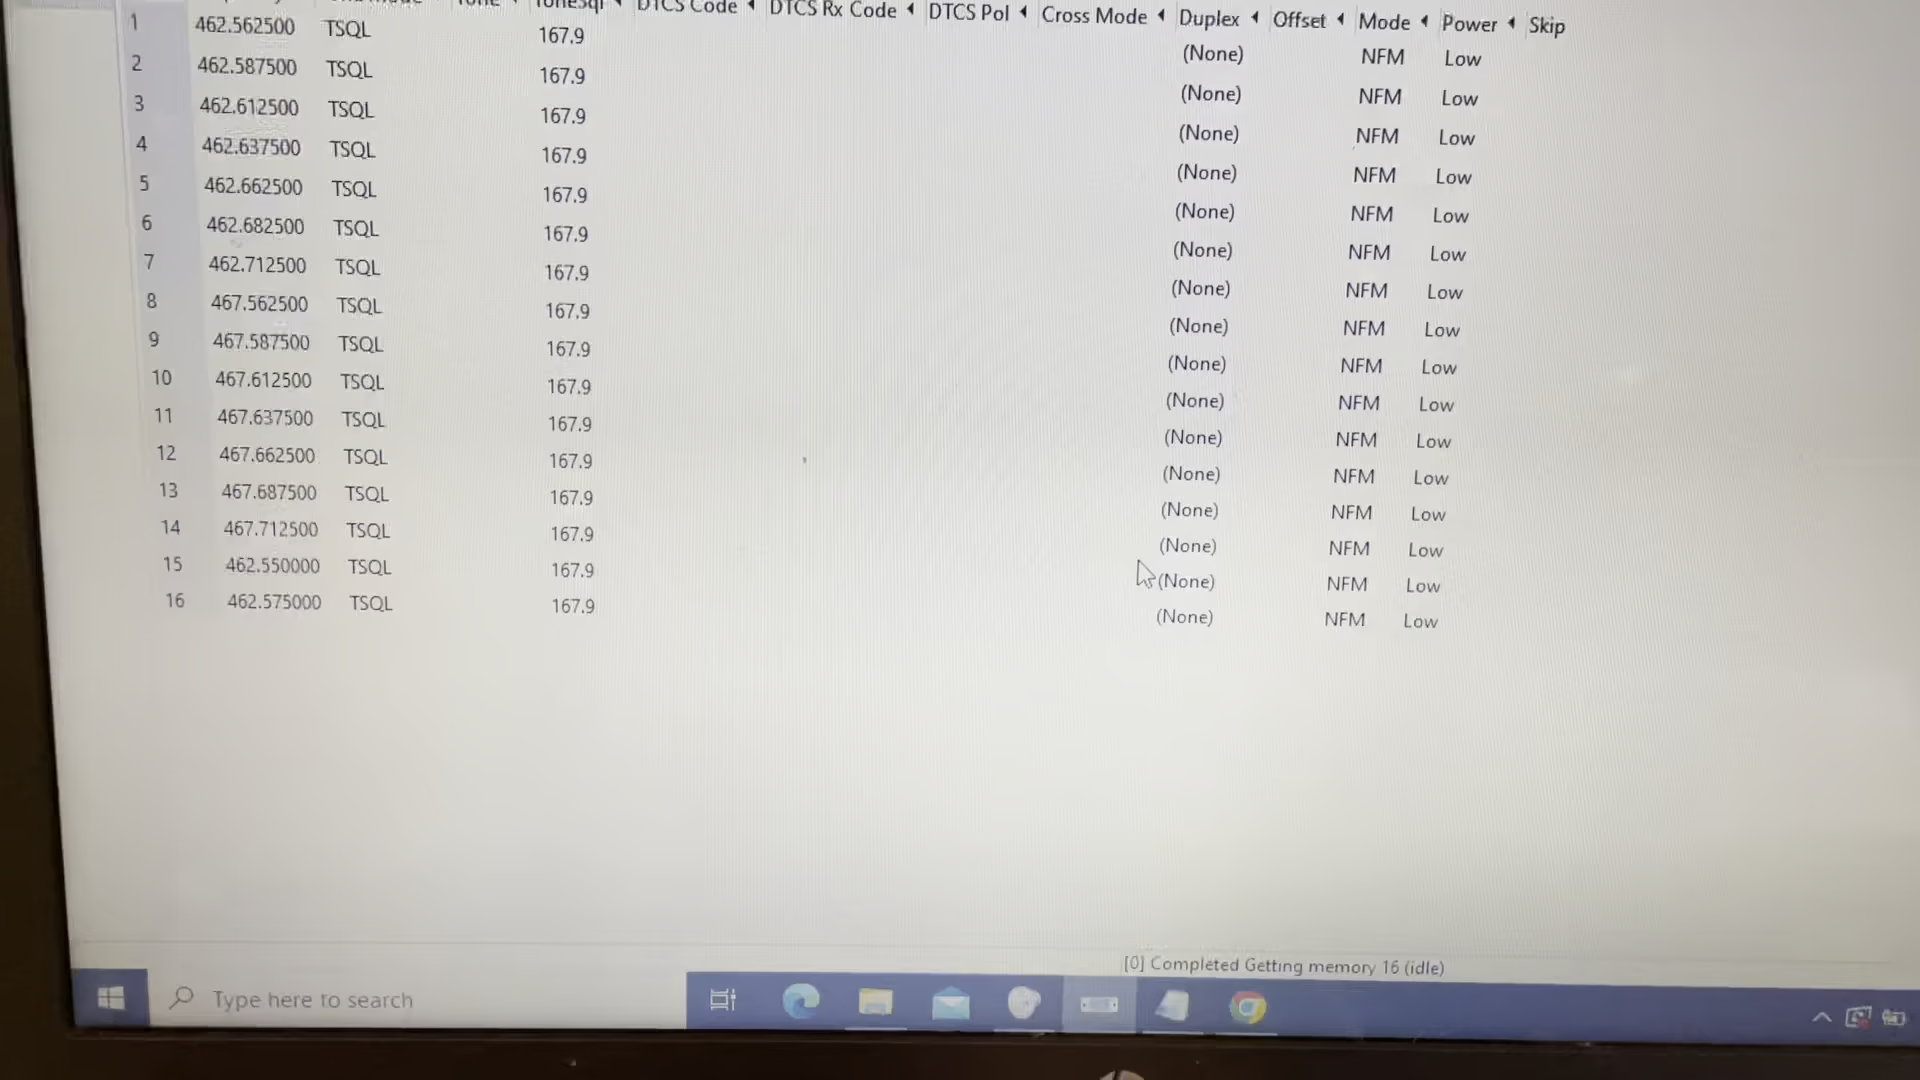 DTCS Code DTCS Rx Code DTCS Pol Cross Mode Duplex Offset Mode Power Skip
1 462.562500 TSQL 167.9 (None) NFM Low
2 462.587500 TSQL 167.9 (None) NFM Low
3 462.612500 TSQL 167.9 (None) NFM Low
4 462.637500 TSQL 167.9 (None) NFM Low
5 462.662500 TSQL 167.9 (None) NFM Low
6 462.682500 TSQL 167.9 (None) NFM Low
7 462.712500 TSQL 167.9 (None) NFM Low
8 467.562500 TSQL 167.9 (None) NFM Low
9 467.587500 TSQL 167.9 (None) NFM Low
10 467.612500 TSQL 167.9 (None) NFM Low
11 467.637500 TSQL 167.9 (None) NFM Low
12 467.662500 TSQL 167.9 (None) NFM Low
13 467.687500 TSQL 167.9 (None) NFM Low
14 467.712500 TSQL 167.9 (None) NFM Low
15 462.550000 TSQL 167.9 (None) NFM Low
16 462.575000 TSQL 167.9 (None) NFM Low
[0] Completed Getting memory 16 (idle)
Type here to search